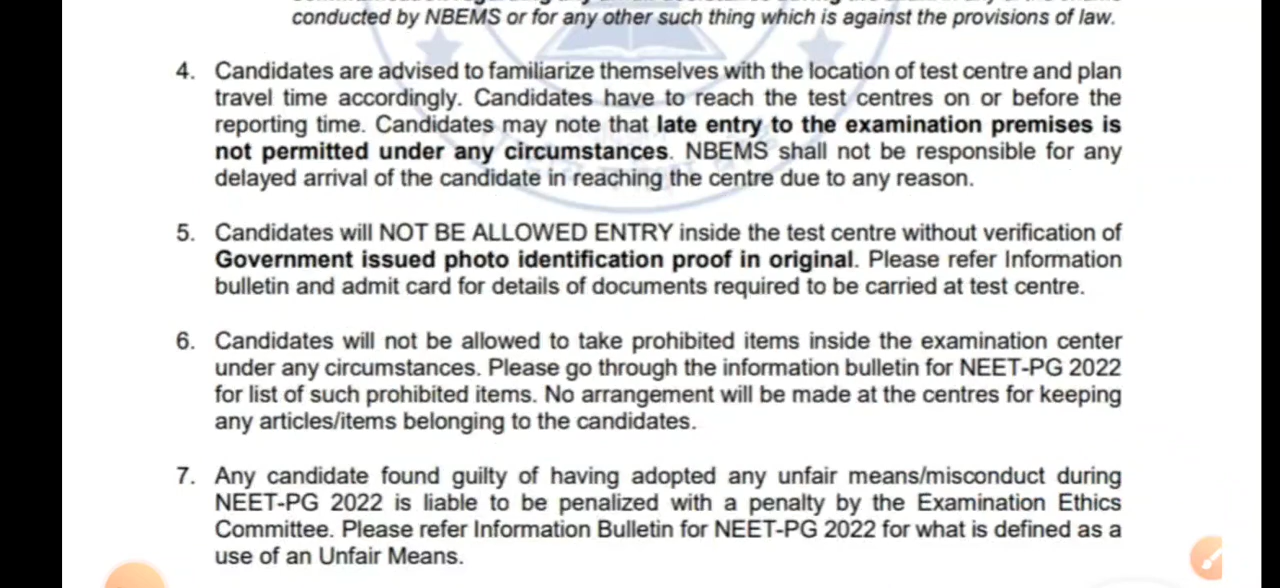 conducted by NBEMS or for any other such thing which is against the provisions of law.
4. Candidates are advised to familiarize themselves with the location of test centre and plan
travel time accordingly. Candidates have to reach the test centres on or before the
reporting time. Candidates may note that late entry to the examination premises is
not permitted under any circumstances. NBEMS shall not be responsible for any
delayed arrival of the candidate in reaching the centre due to any reason.
5. Candidates will NOT BE ALLOWED ENTRY inside the test centre without verification of
Government issued photo identification proof in original. Please refer Information
bulletin and admit card for details of documents required to be carried at test centre.
6. Candidates will not be allowed to take prohibited items inside the examination center
under any circumstances. Please go through the information bulletin for NEET-PG 2022
for list of such prohibited items. No arrangement will be made at the centres for keeping
any articles/items belonging to the candidates.
7. Any candidate found guilty of having adopted any unfair means/misconduct during
NEET-PG 2022 is liable to be penalized with a penalty by the Examination Ethics
Committee. Please refer Information Bulletin for NEET-PG 2022 for what is defined as a
use of an Unfair Means.